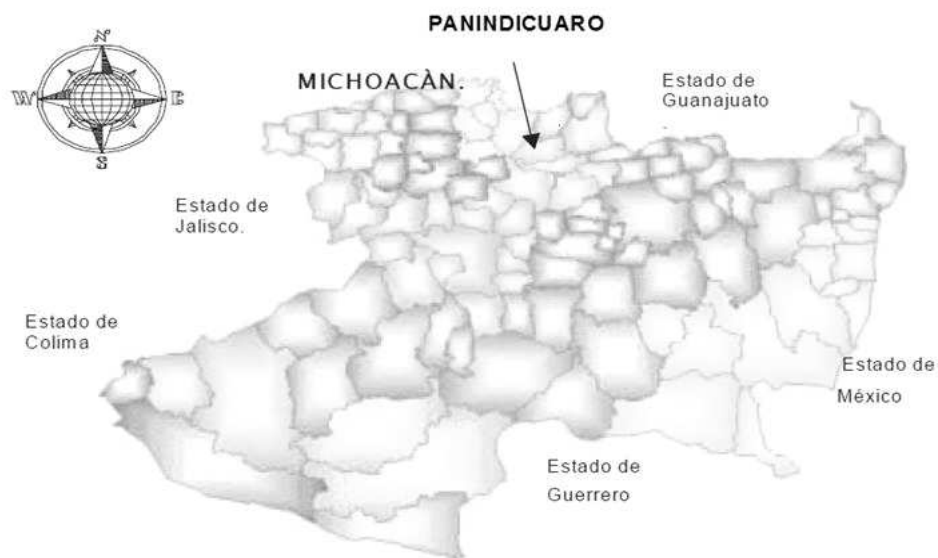 PANINDICUARO
N
MICHOACÀN.
Estado de
Guanajuato
W
E
S
Estado de
Jalisco.
Estado de
Colima
Estado de
México
Estado de
Guerrero